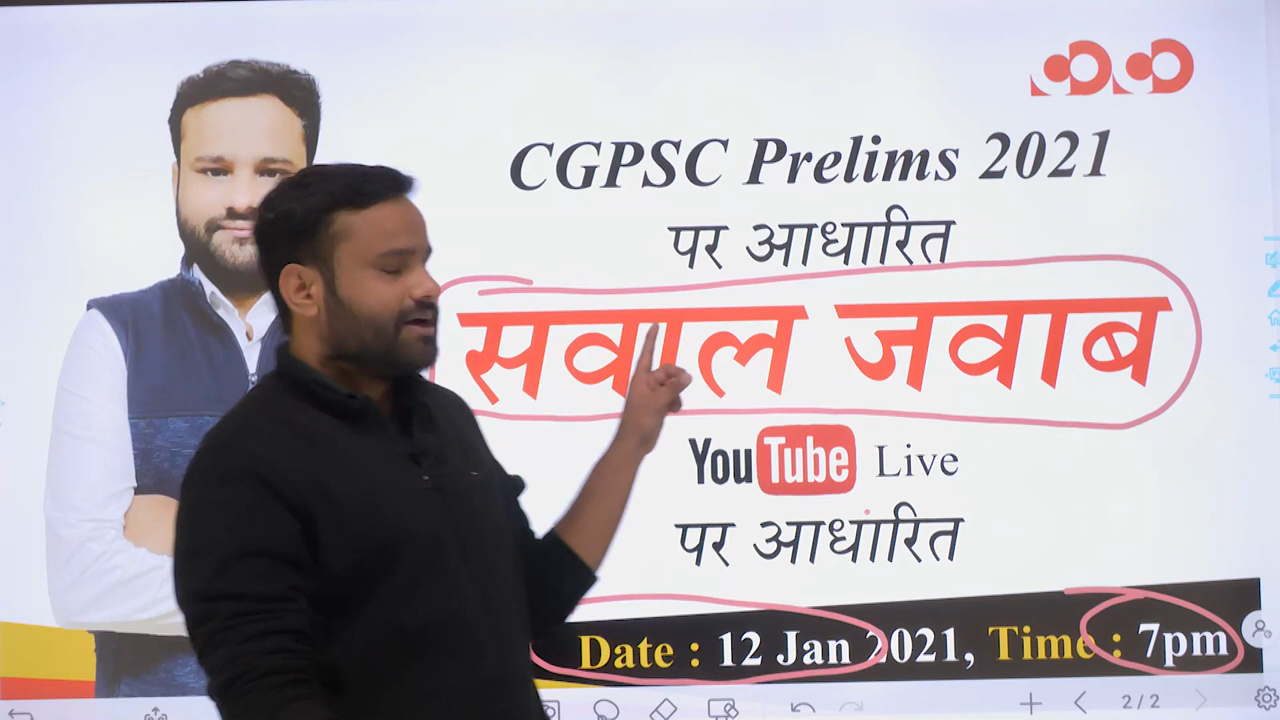 CGPSC Prelims 2021
पर आधारित
सवाल जवाब
YouTube Live
पर आधारित
Date : 12 Jan 2021, Time : 7pm
2/2